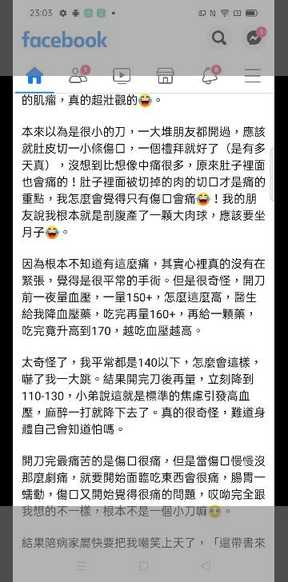 23:03
facebook
的肌瘤，真的超壯觀的😂。
本來以為是很小的刀，一大堆朋友都開過，應該
就肚皮切一小條傷口，一個禮拜就好了（是有多
天真），沒想到比想像中痛很多，原來肚子裡面
也會痛的！肚子裡面被切掉的肉的切口才是痛的
重點，我怎麼會覺得只有傷口會痛😂！我的朋
友說我根本就是剖腹產了一顆大肉球，應該要坐
月子😂。
因為根本不知道有這麼痛，其實心裡真的沒有在
緊張，覺得是很平常的手術。但是很奇怪，開刀
前一夜量血壓，一量150+，怎麼這麼高，醫生
給我降血壓藥，吃完再量160+，再給一顆藥，
吃完竟升高到170，越吃血壓越高。
太奇怪了，我平常都是140以下，怎麼會這樣，
嚇了我一大跳。結果開完刀後再量，立刻降到
110-130，小弟說這就是標準的焦慮引發高血
壓，麻醉一打就降下去了。真的很奇怪，難道身
體自己會知道怕嗎。
開刀完最痛苦的是傷口很痛，但是當傷口慢慢沒
那麼劇痛，就要開始面臨吃東西會很痛，腸胃一
蠕動，傷口又開始覺得很痛的問題，哎呦完全跟
我想的不一樣，根本不是一個小刀嘛😢。
結果陪病家屬快要把我嘲笑上天了，「還帶書來